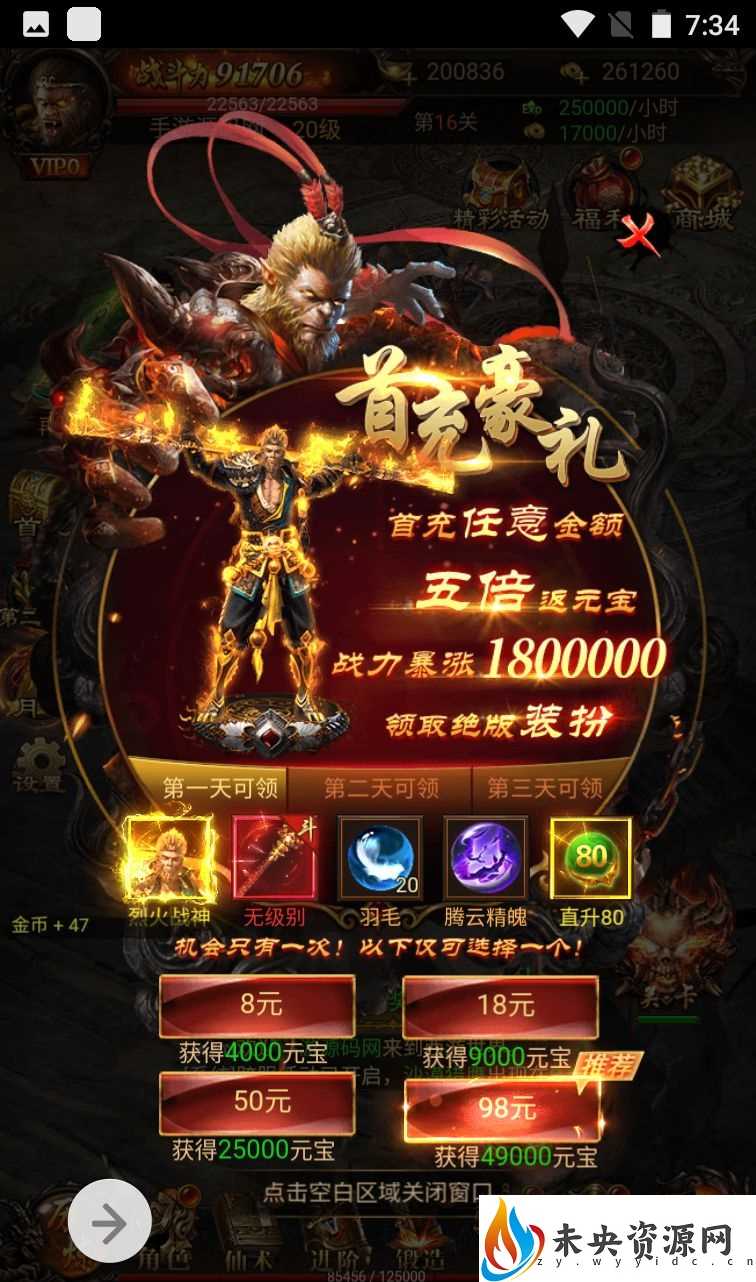 7:34
战斗力 91706
200836
261260
22563/22563
20级
第16关
250000/小时
17000/小时
VIP0
精彩活动
福利
商城
首充豪礼
首充任意金额
五倍返元宝
战力暴涨1800000
领取绝版装扮
设置
第一天可领
第二天可领
第三天可领
斗
20
80
烈火战神
无级别
羽毛
腾云精魄
直升80
金币 + 47
机会只有一次！以下仅可选择一个！
8元
18元
获得4000元宝
获得9000元宝
推荐
50元
98元
获得25000元宝
获得49000元宝
点击空白区域关闭窗口
角色
仙术
进阶
锻造
85456 / 125000
未央资源网
zy.wyyidc.cn